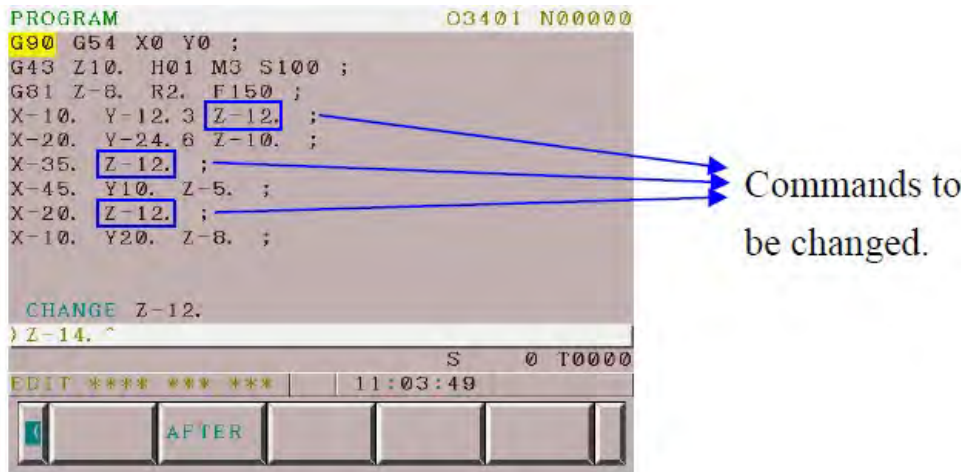 PROGRAM O3401 N00000
G90 G54 X0 Y0 ;
G43 Z10. H01 M3 S100 ;
G81 Z-8. R2. F150 ;
X-10. Y-12.3 Z-12. ;
X-20. Y-24.6 Z-10. ;
X-35. Z-12. ;
X-45. Y10. Z-5. ;
X-20. Z-12. ;
X-10. Y20. Z-8. ;
Commands to
be changed.
CHANGE Z-12.
) Z-14. ^
S 0 T0000
EDIT **** *** *** 11:03:49
AFTER